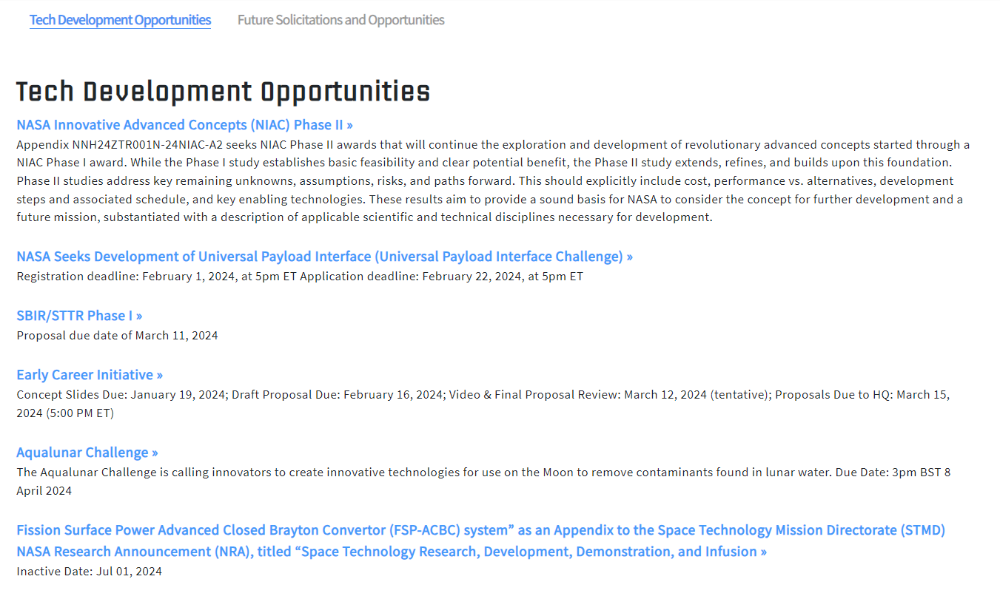 Tech Development Opportunities Future Solicitations and Opportunities
Tech Development Opportunities
NASA Innovative Advanced Concepts (NIAC) Phase II »
Appendix NNH24ZTR001N-24NIAC-A2 seeks NIAC Phase II awards that will continue the exploration and development of revolutionary advanced concepts started through a
NIAC Phase I award. While the Phase I study establishes basic feasibility and clear potential benefit, the Phase II study extends, refines, and builds upon this foundation.
Phase II studies address key remaining unknowns, assumptions, risks, and paths forward. This should explicitly include cost, performance vs. alternatives, development
steps and associated schedule, and key enabling technologies. These results aim to provide a sound basis for NASA to consider the concept for further development and a
future mission, substantiated with a description of applicable scientific and technical disciplines necessary for development.
NASA Seeks Development of Universal Payload Interface (Universal Payload Interface Challenge) »
Registration deadline: February 1, 2024, at 5pm ET Application deadline: February 22, 2024, at 5pm ET
SBIR/STTR Phase I »
Proposal due date of March 11, 2024
Early Career Initiative »
Concept Slides Due: January 19, 2024; Draft Proposal Due: February 16, 2024; Video & Final Proposal Review: March 12, 2024 (tentative); Proposals Due to HQ: March 15,
2024 (5:00 PM ET)
Aqualunar Challenge »
The Aqualunar Challenge is calling innovators to create innovative technologies for use on the Moon to remove contaminants found in lunar water. Due Date: 3pm BST 8
April 2024
Fission Surface Power Advanced Closed Brayton Convertor (FSP-ACBC) system” as an Appendix to the Space Technology Mission Directorate (STMD)
NASA Research Announcement (NRA), titled “Space Technology Research, Development, Demonstration, and Infusion »
Inactive Date: Jul 01, 2024